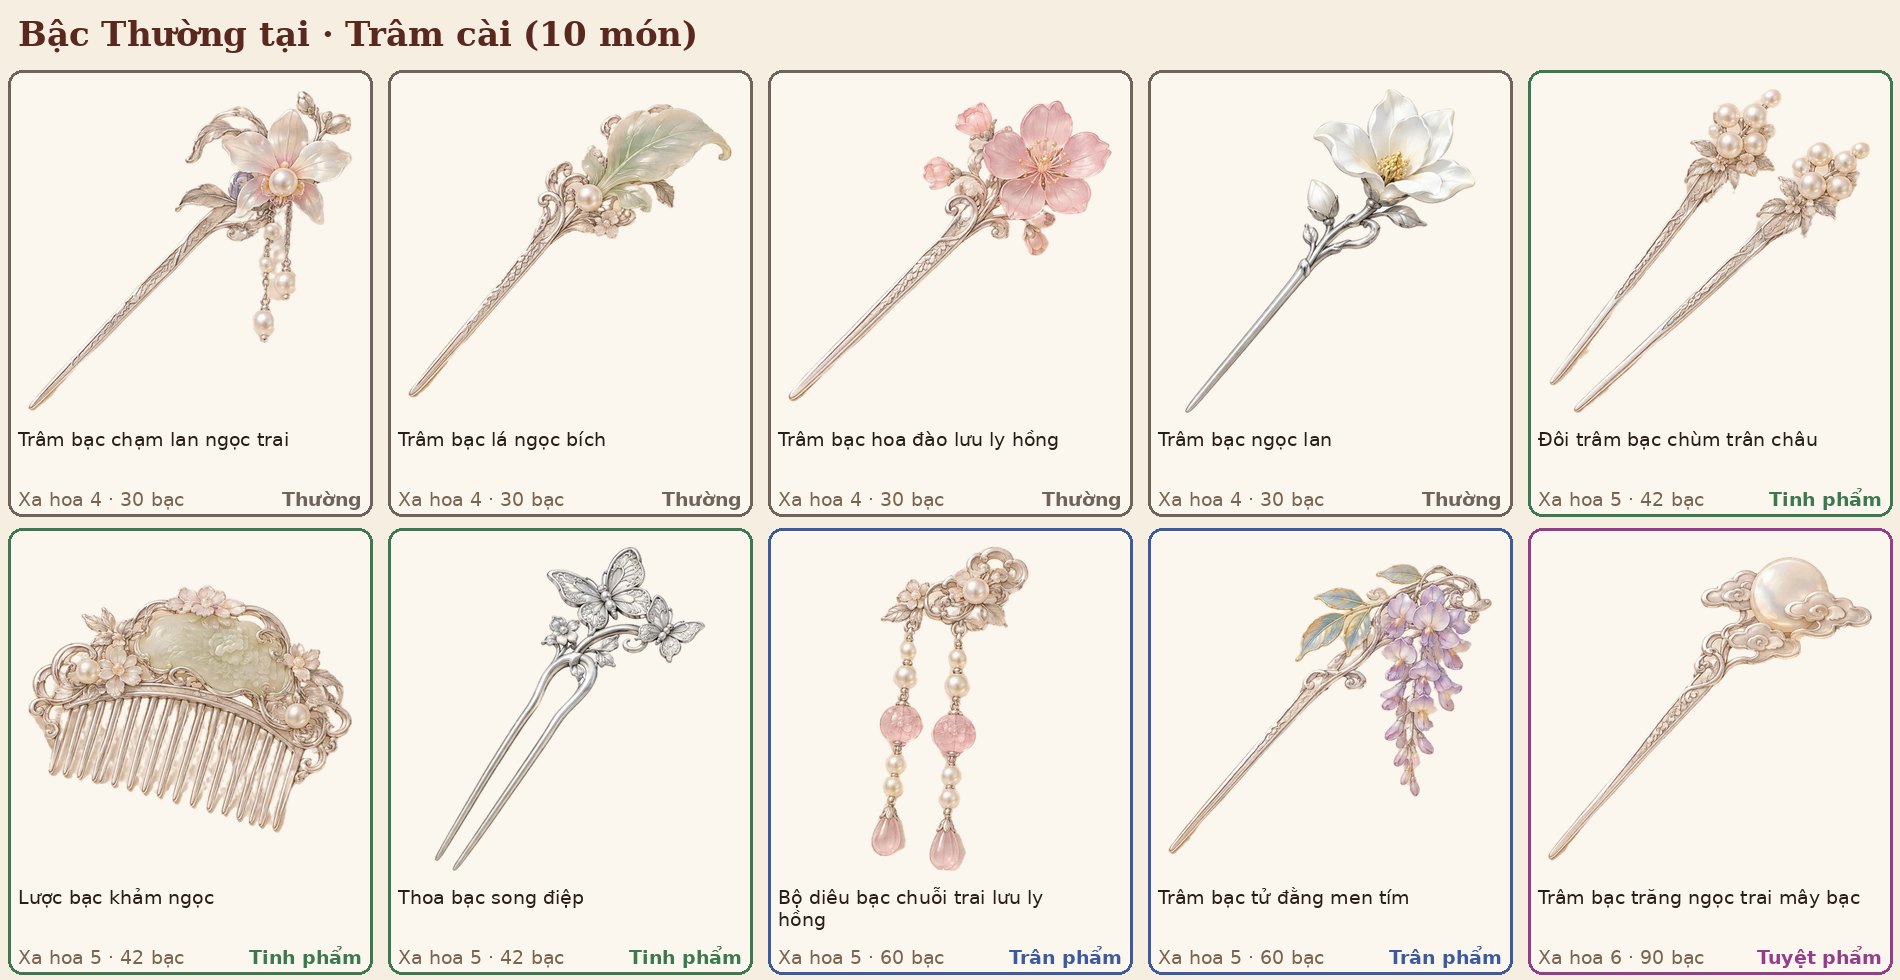 Bậc Thường tại · Trâm cài (10 món)
Trâm bạc chạm lan ngọc trai
Xa hoa 4 · 30 bạc Thường
Trâm bạc lá ngọc bích
Xa hoa 4 · 30 bạc Thường
Trâm bạc hoa đào lưu ly hồng
Xa hoa 4 · 30 bạc Thường
Trâm bạc ngọc lan
Xa hoa 4 · 30 bạc Thường
Đôi trâm bạc chùm trân châu
Xa hoa 5 · 42 bạc Tinh phẩm
Lược bạc khảm ngọc
Xa hoa 5 · 42 bạc Tinh phẩm
Thoa bạc song điệp
Xa hoa 5 · 42 bạc Tinh phẩm
Bộ diêu bạc chuỗi trai lưu ly
hồng
Xa hoa 5 · 60 bạc Trân phẩm
Trâm bạc tử đằng men tím
Xa hoa 5 · 60 bạc Trân phẩm
Trâm bạc trăng ngọc trai mây bạc
Xa hoa 6 · 90 bạc Tuyệt phẩm